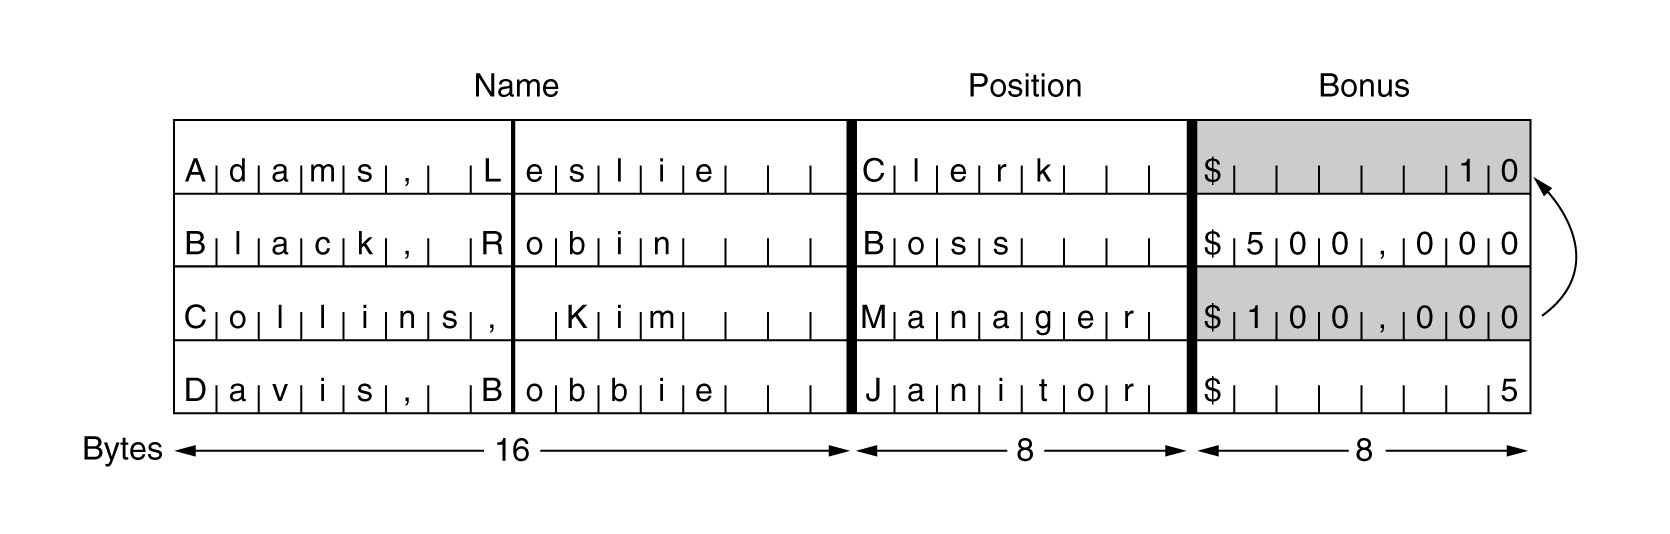 Name Position Bonus
Adams, Leslie Clerk $ 10
Black, Robin Boss $500,000
Collins, Kim Manager $100,000
Davis, Bobbie Janitor $ 5
Bytes 16 8 8